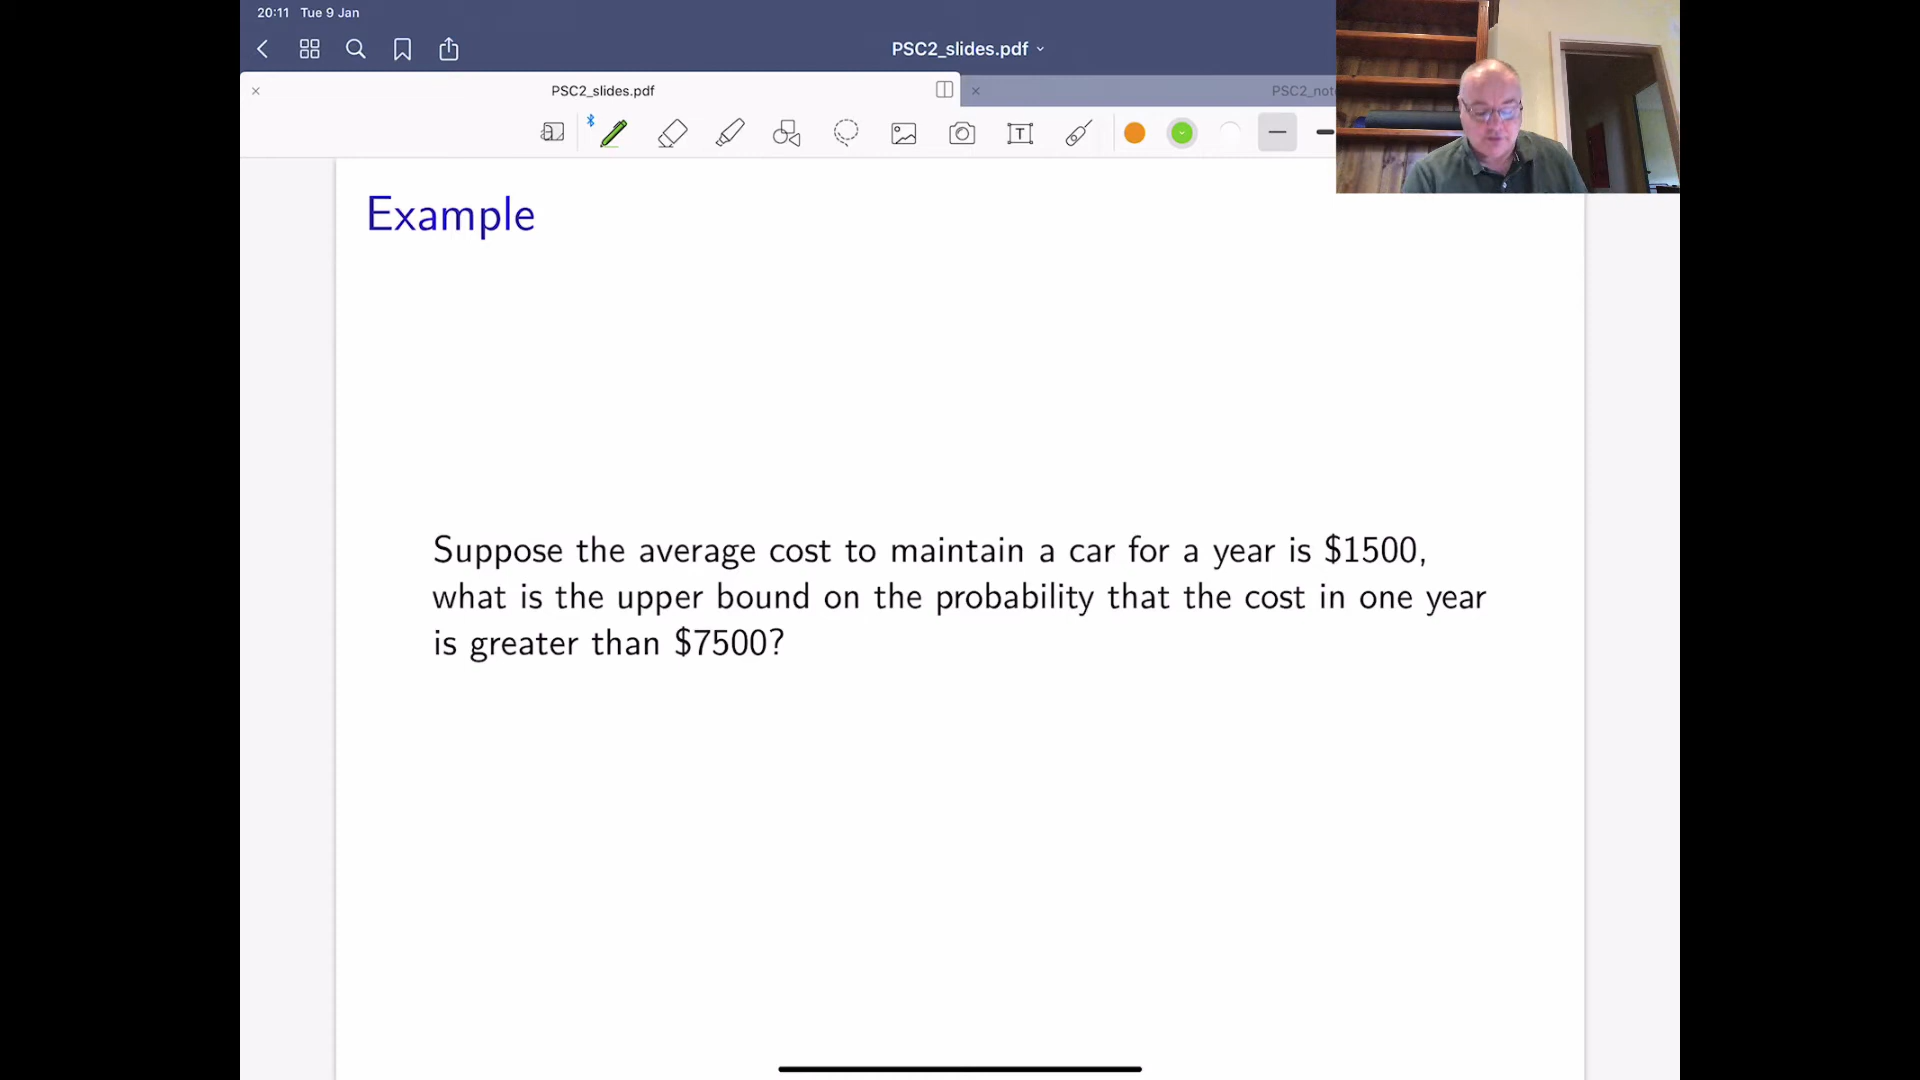 20:11 Tue 9 Jan
PSC2_slides.pdf
PSC2_slides.pdf
T
Example
Suppose the average cost to maintain a car for a year is $1500,
what is the upper bound on the probability that the cost in one year
is greater than $7500?